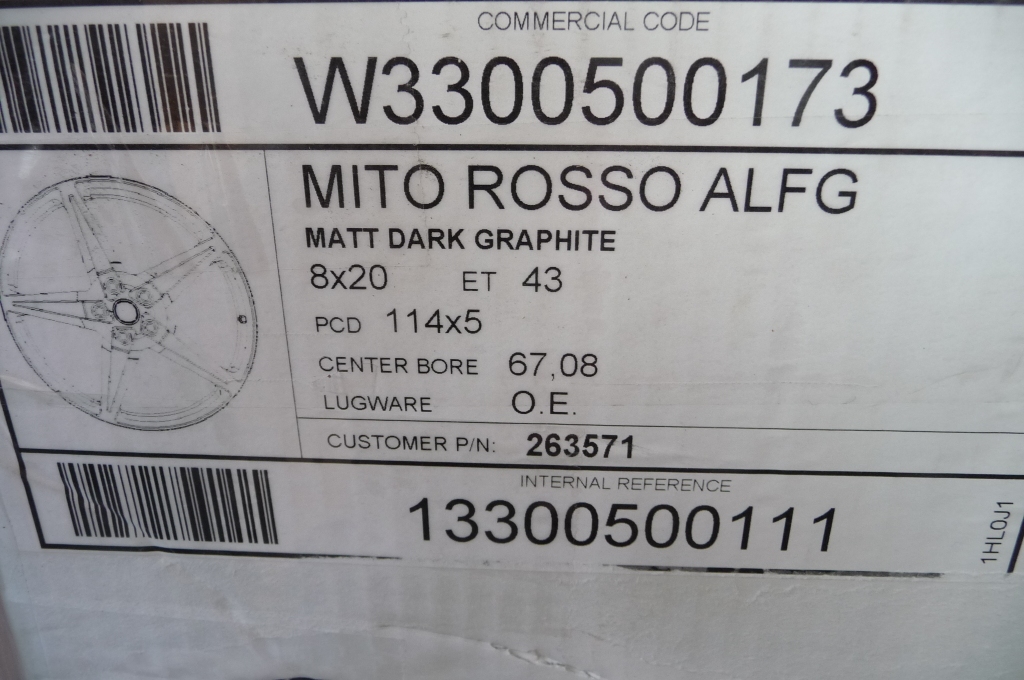 COMMERCIAL CODE
W3300500173
MITO ROSSO ALFG
MATT DARK GRAPHITE
8x20 ET 43
PCD 114x5
CENTER BORE 67,08
LUGWARE O.E.
CUSTOMER P/N: 263571
INTERNAL REFERENCE
13300500111
1HL0J1